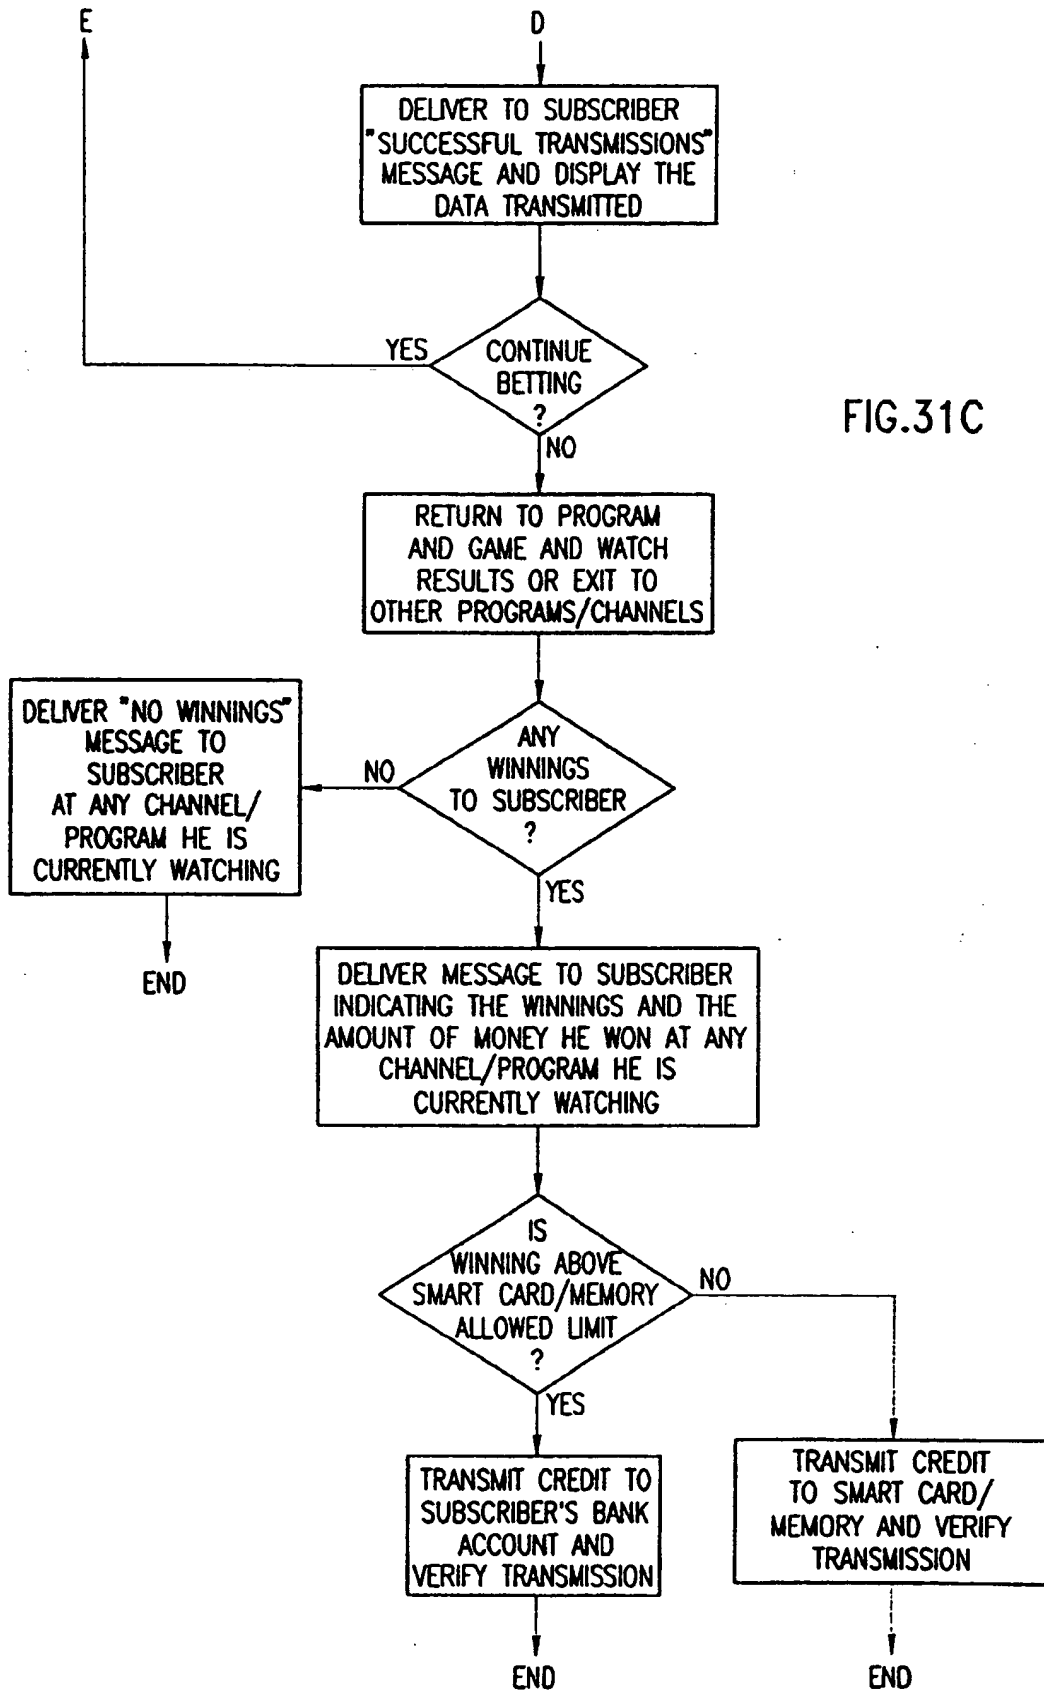 E
D
DELIVER TO SUBSCRIBER
"SUCCESSFUL TRANSMISSIONS"
MESSAGE AND DISPLAY THE
DATA TRANSMITTED
YES
CONTINUE
BETTING
?
FIG.31C
NO
RETURN TO PROGRAM
AND GAME AND WATCH
RESULTS OR EXIT TO
OTHER PROGRAMS/CHANNELS
DELIVER "NO WINNINGS"
MESSAGE TO
SUBSCRIBER
AT ANY CHANNEL/
PROGRAM HE IS
CURRENTLY WATCHING
NO
ANY
WINNINGS
TO SUBSCRIBER
?
YES
END
DELIVER MESSAGE TO SUBSCRIBER
INDICATING THE WINNINGS AND THE
AMOUNT OF MONEY HE WON AT ANY
CHANNEL/PROGRAM HE IS
CURRENTLY WATCHING
IS
WINNING ABOVE
SMART CARD/MEMORY
ALLOWED LIMIT
?
NO
YES
TRANSMIT CREDIT TO
SUBSCRIBER'S BANK
ACCOUNT AND
VERIFY TRANSMISSION
TRANSMIT CREDIT
TO SMART CARD/
MEMORY AND VERIFY
TRANSMISSION
END
END